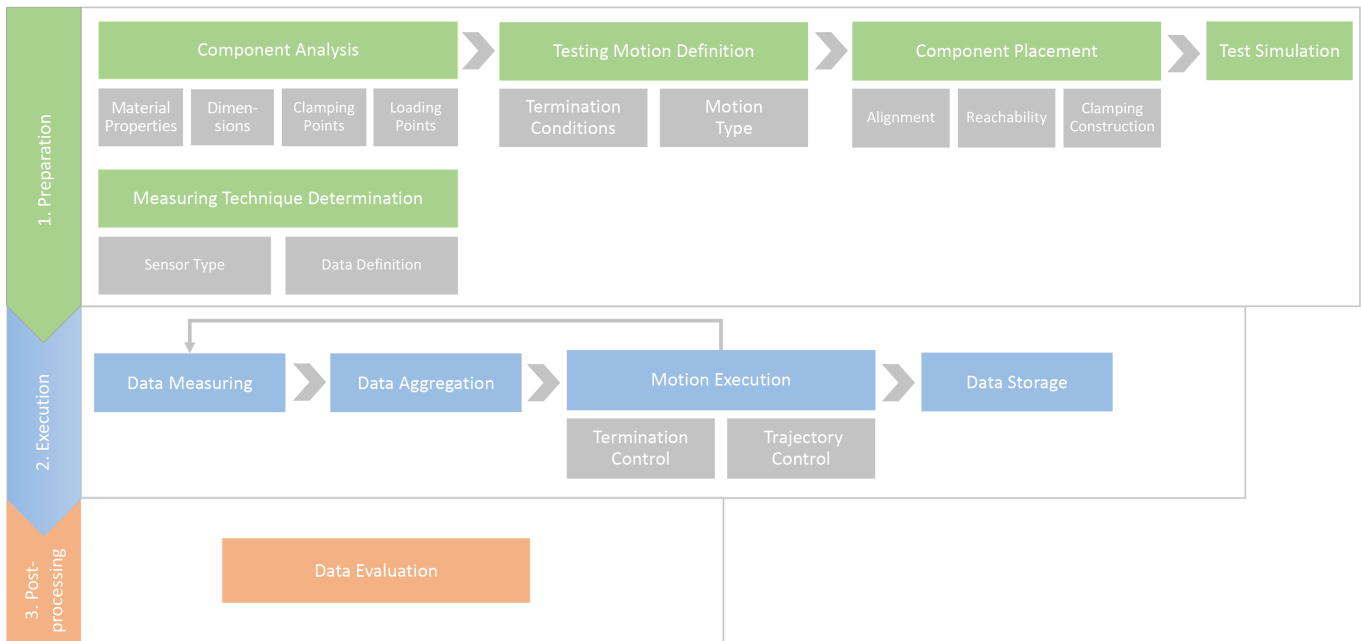 1. Preparation
Component Analysis
Testing Motion Definition
Component Placement
Test Simulation
Material
Properties
Dimen-
sions
Clamping
Points
Loading
Points
Termination
Conditions
Motion
Type
Alignment
Reachability
Clamping
Construction
Measuring Technique Determination
Sensor Type
Data Definition
2. Execution
Data Measuring
Data Aggregation
Motion Execution
Data Storage
Termination
Control
Trajectory
Control
3. Post-
processing
Data Evaluation